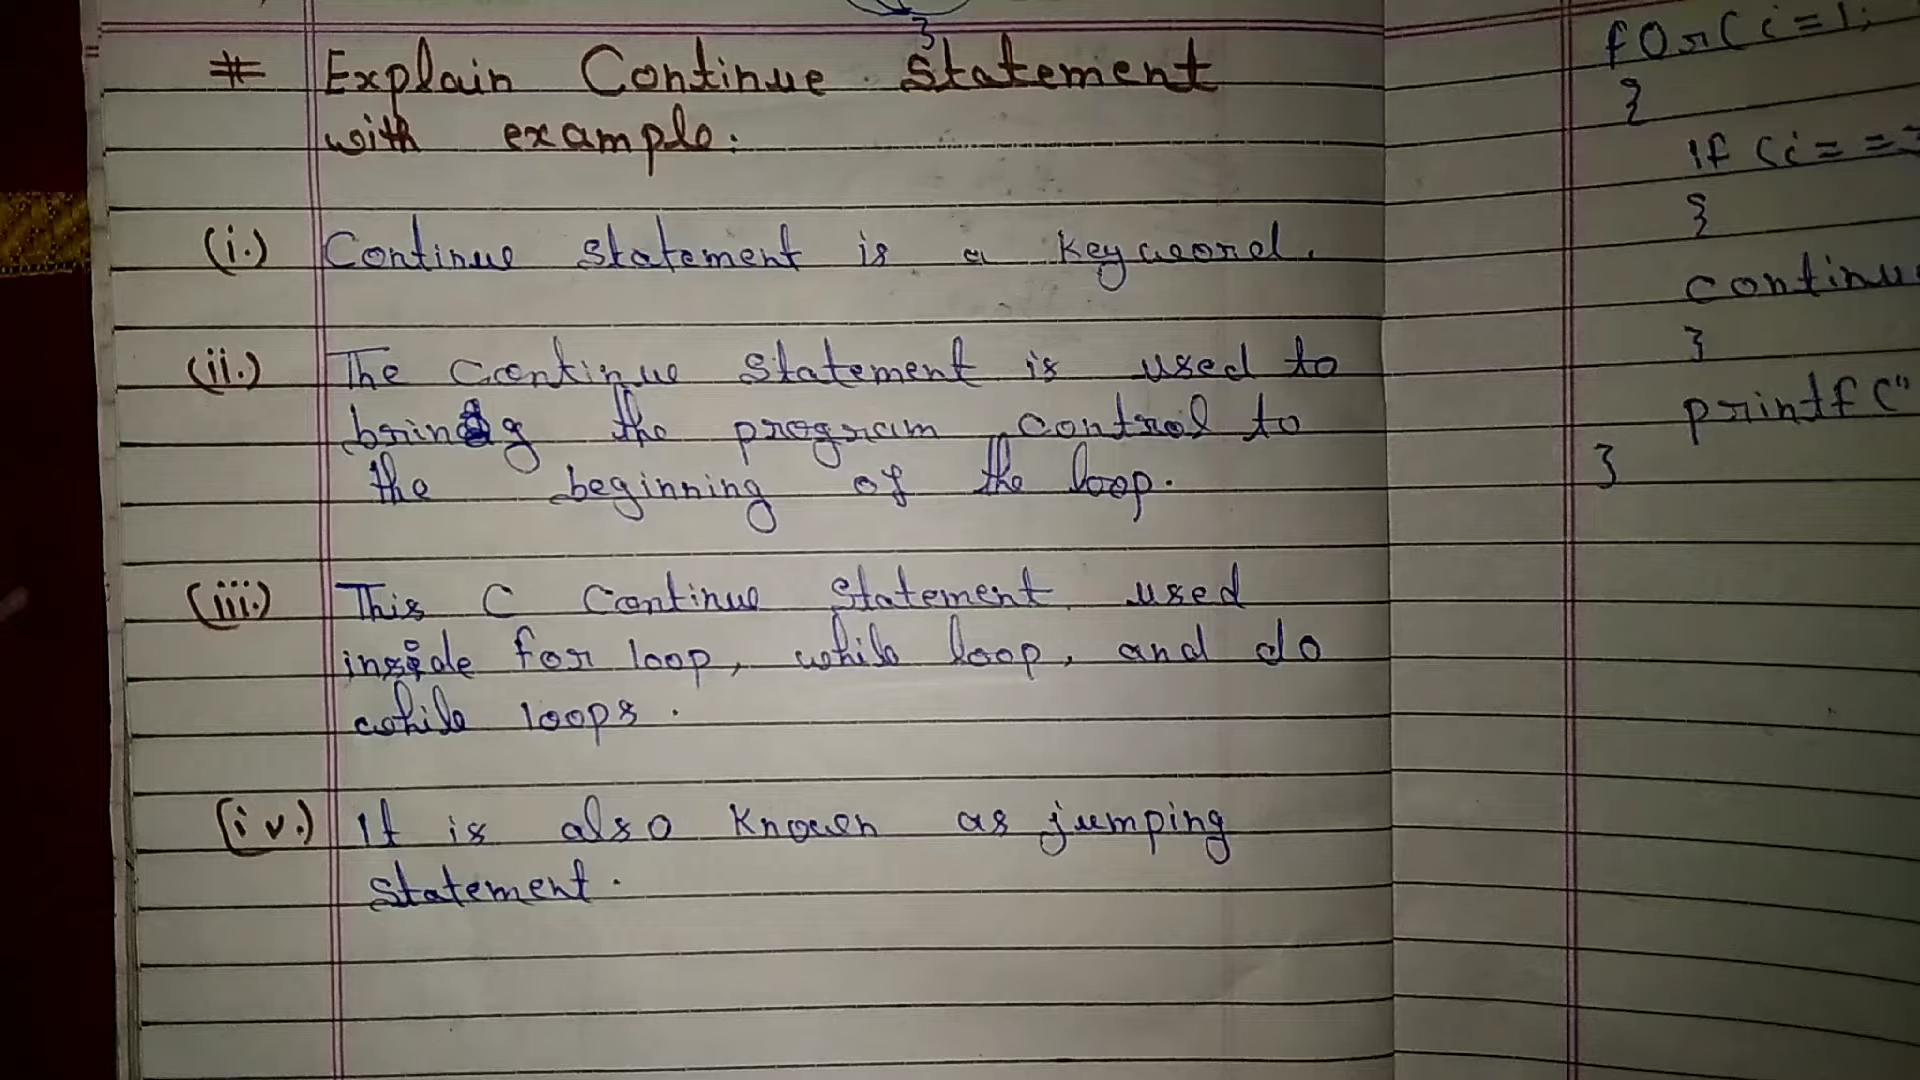 # Explain Continue Statement
with example:
(i.) Continue statement is a keyword.
(ii.) The continue statement is used to
bring the program control to
the beginning of the loop.
(iii.) This C Continue statement used
inside for loop, while loop, and do
while loops.
(iv.) It is also known as jumping
statement.
for(i=1;
}
if (i==
}
continu
}
printf("
}